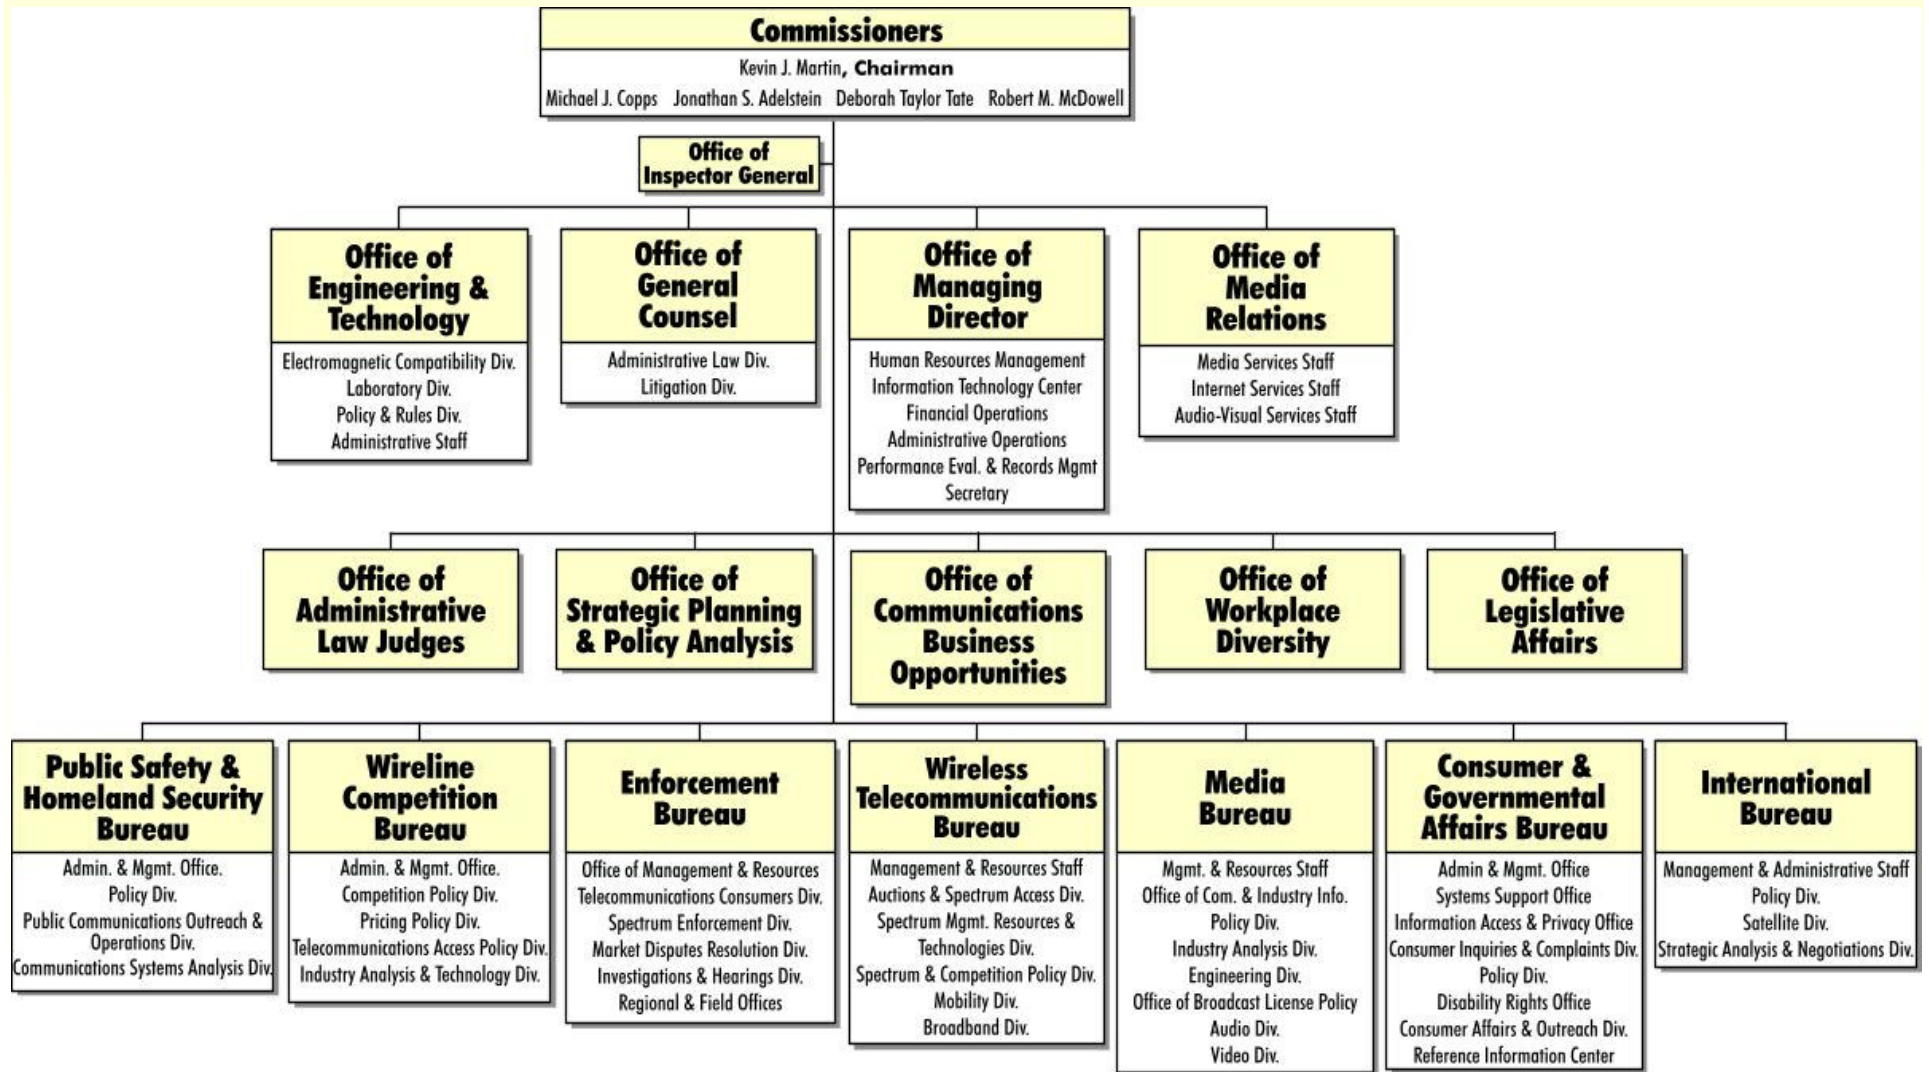 Commissioners
Kevin J. Martin, Chairman
Michael J. Copps Jonathan S. Adelstein Deborah Taylor Tate Robert M. McDowell
Office of
Inspector General
Office of
Engineering &
Technology
Electromagnetic Compatibility Div.
Laboratory Div.
Policy & Rules Div.
Administrative Staff
Office of
General
Counsel
Administrative Law Div.
Litigation Div.
Office of
Managing
Director
Human Resources Management
Information Technology Center
Financial Operations
Administrative Operations
Performance Eval. & Records Mgmt
Secretary
Office of
Media
Relations
Media Services Staff
Internet Services Staff
Audio-Visual Services Staff
Office of
Administrative
Law Judges
Office of
Strategic Planning
& Policy Analysis
Office of
Communications
Business
Opportunities
Office of
Workplace
Diversity
Office of
Legislative
Affairs
Public Safety &
Homeland Security
Bureau
Admin. & Mgmt. Office.
Policy Div.
Public Communications Outreach &
Operations Div.
Communications Systems Analysis Div.
Wireline
Competition
Bureau
Admin. & Mgmt. Office.
Competition Policy Div.
Pricing Policy Div.
Telecommunications Access Policy Div.
Industry Analysis & Technology Div.
Enforcement
Bureau
Office of Management & Resources
Telecommunications Consumers Div.
Spectrum Enforcement Div.
Market Disputes Resolution Div.
Investigations & Hearings Div.
Regional & Field Offices
Wireless
Telecommunications
Bureau
Management & Resources Staff
Auctions & Spectrum Access Div.
Spectrum Mgmt. Resources &
Technologies Div.
Spectrum & Competition Policy Div.
Mobility Div.
Broadband Div.
Media
Bureau
Mgmt. & Resources Staff
Office of Com. & Industry Info.
Policy Div.
Industry Analysis Div.
Engineering Div.
Office of Broadcast License Policy
Audio Div.
Video Div.
Consumer &
Governmental
Affairs Bureau
Admin & Mgmt. Office
Systems Support Office
Information Access & Privacy Office
Consumer Inquiries & Complaints Div.
Policy Div.
Disability Rights Office
Consumer Affairs & Outreach Div.
Reference Information Center
International
Bureau
Management & Administrative Staff
Policy Div.
Satellite Div.
Strategic Analysis & Negotiations Div.